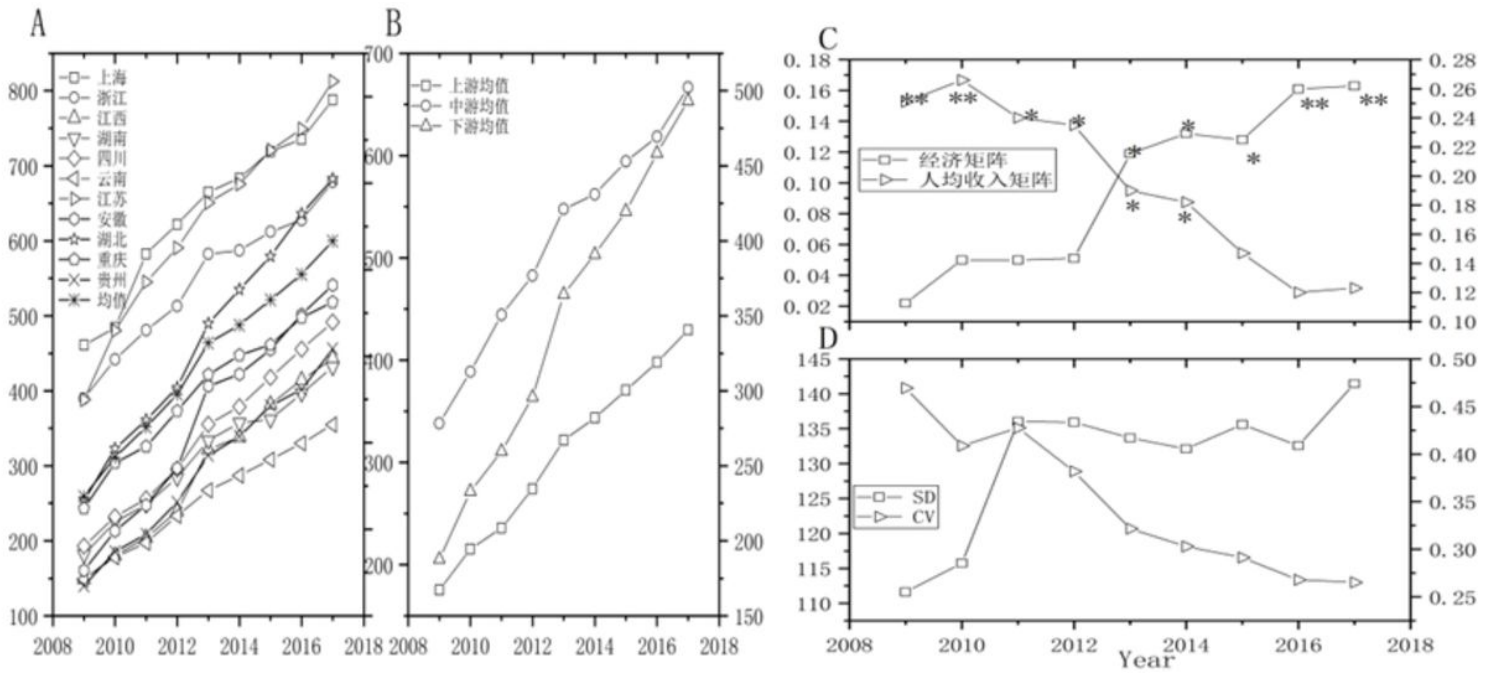 A
800
700
600
500
400
300
200
100
上海
浙江
江西
湖南
四川
云南
江苏
安徽
湖北
重庆
贵州
均值
2008 2010 2012 2014 2016 2018
B
700
600
500
400
300
200
上游均值
中游均值
下游均值
500
450
400
350
300
250
200
150
2010 2012 2014 2016 2018
C
0.18
0.16
0.14
0.12
0.10
0.08
0.06
0.04
0.02
** ** * * * * * ** **
* *
经济矩阵
人均收入矩阵
0.28
0.26
0.24
0.22
0.20
0.18
0.16
0.14
0.12
0.10
D
145
140
135
130
125
120
115
110
SD
CV
0.50
0.45
0.40
0.35
0.30
0.25
2008 2010 2012 2014 2016 2018
Year